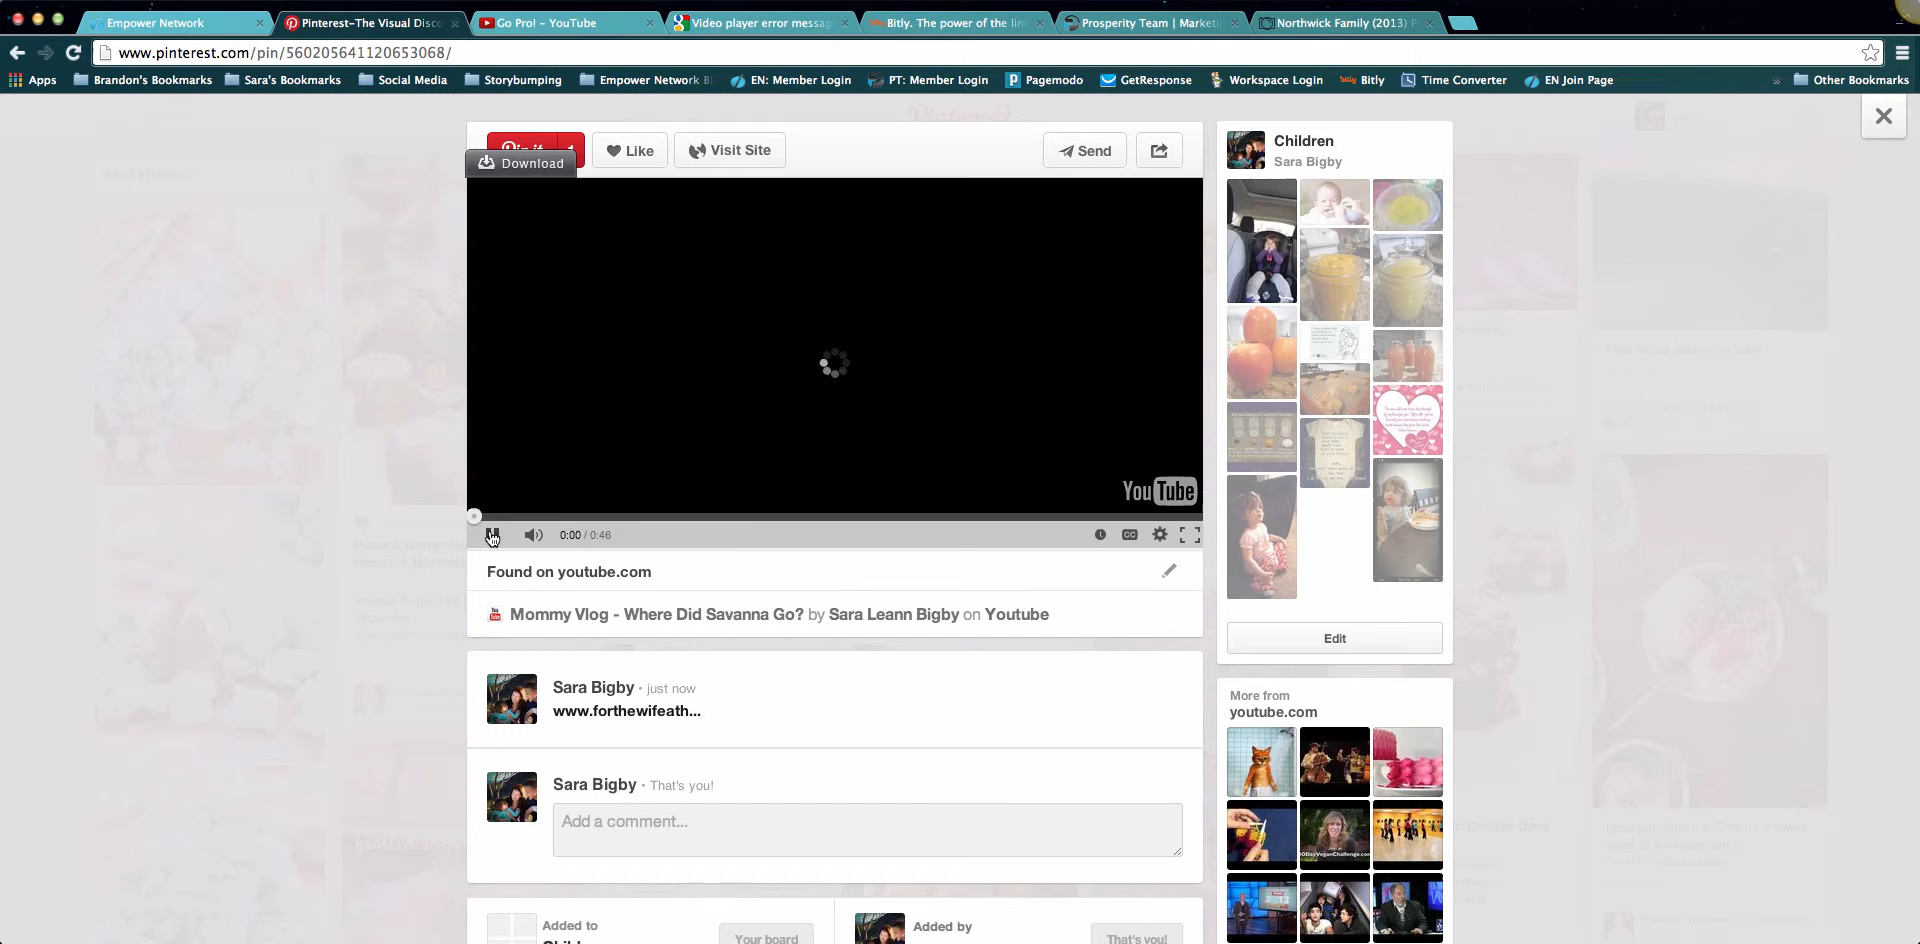 Empower Network
Pinterest-The Visual Disco
Go Pro! - YouTube
Video player error messag
Bitly. The power of the lin
Prosperity Team | Marketi
Northwick Family (2013) P
www.pinterest.com/pin/560205641120653068/
Apps
Brandon's Bookmarks
Sara's Bookmarks
Social Media
Storybumping
Empower Network B
EN: Member Login
PT: Member Login
Pagemodo
GetResponse
Workspace Login
bitly Bitly
Time Converter
EN Join Page
Other Bookmarks
Pin it 1
Like
Visit Site
Send
Download
YouTube
0:00 / 0:46
CC
Found on youtube.com
Mommy Vlog - Where Did Savanna Go? by Sara Leann Bigby on Youtube
Sara Bigby · just now
www.forthewifeath...
Sara Bigby · That's you!
Add a comment...
Added to
Your board
Added by
That's you!
Children
Sara Bigby
Edit
More from
youtube.com